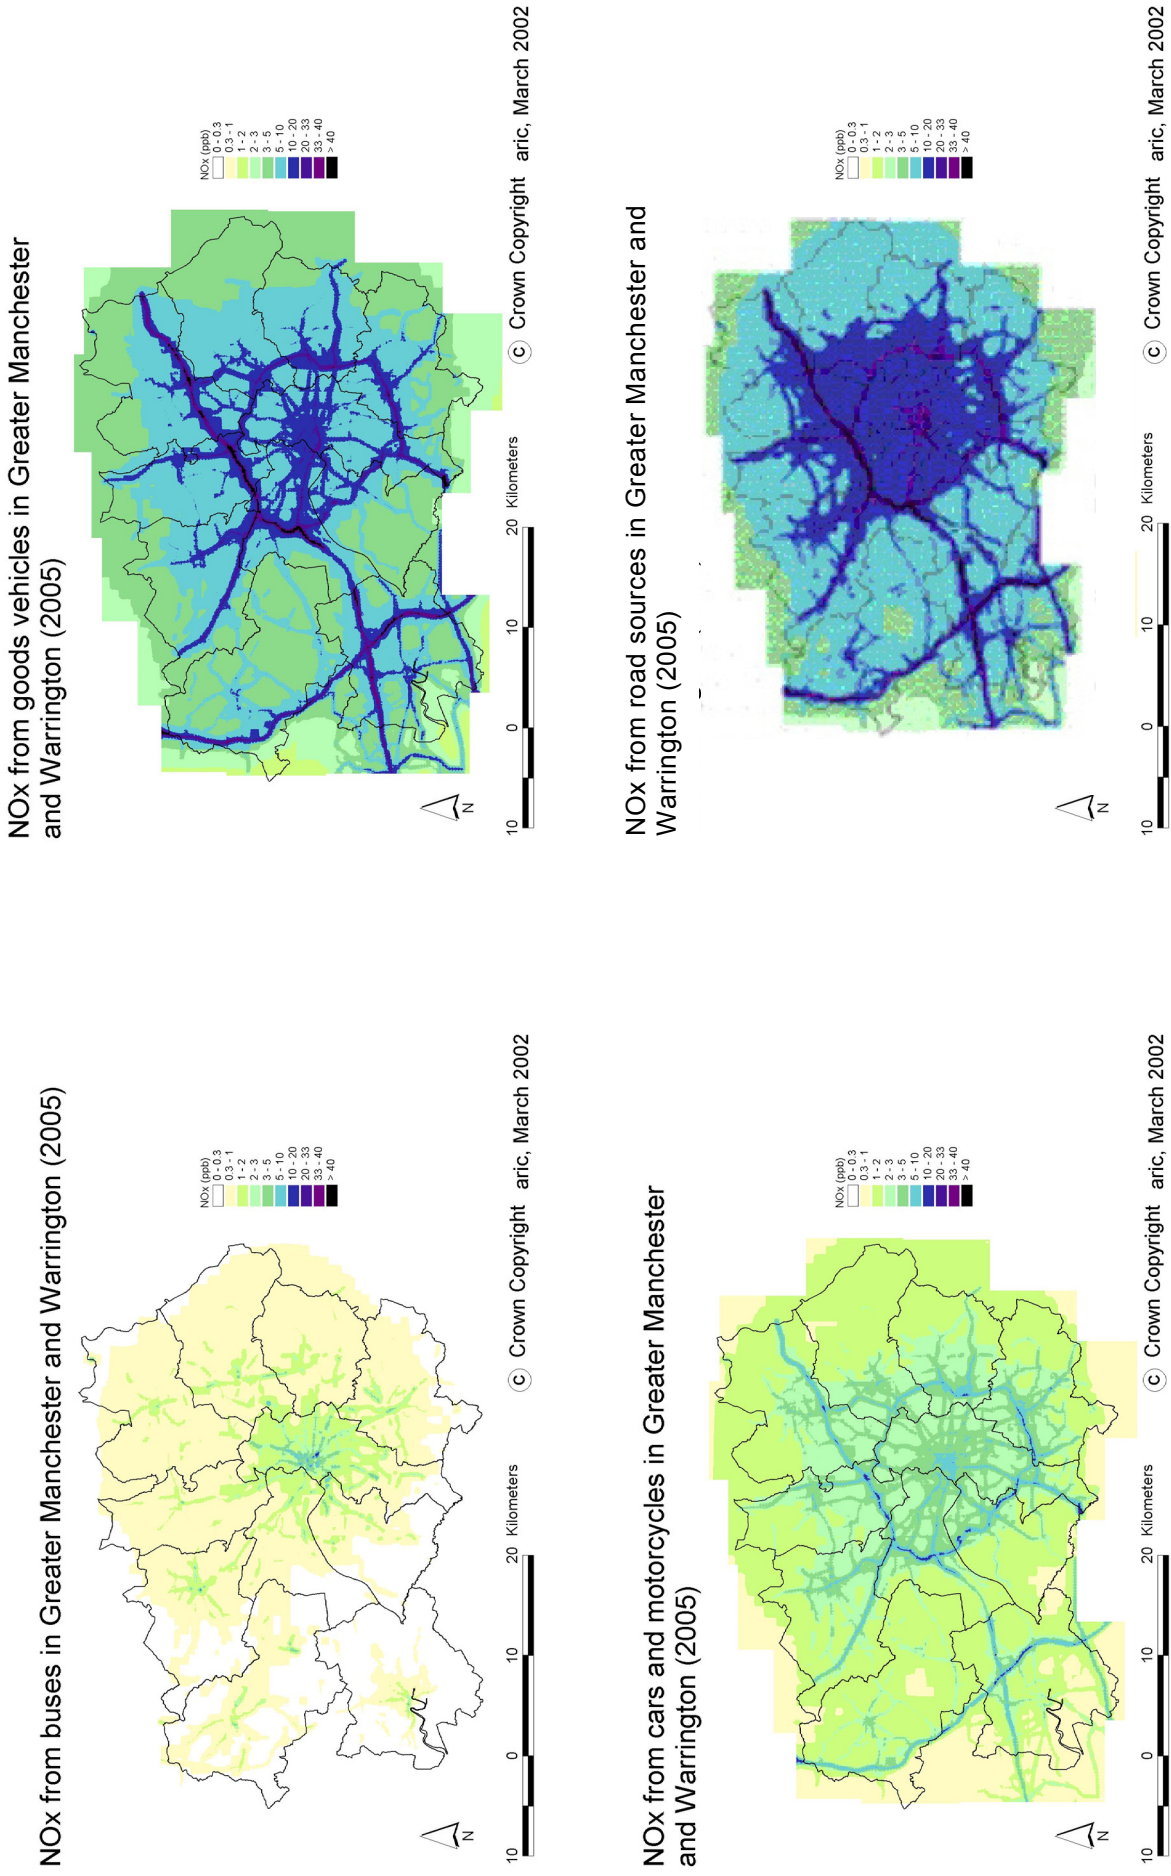 NOx from buses in Greater Manchester and Warrington (2005)
NOx (ppb)
0 - 0.3
0.3 - 1
1 - 2
2 - 3
3 - 5
5 - 10
10 - 20
20 - 33
33 - 40
> 40
N
10 0 10 20 Kilometers
© Crown Copyright aric, March 2002
NOx from goods vehicles in Greater Manchester
and Warrington (2005)
NOx (ppb)
0 - 0.3
0.3 - 1
1 - 2
2 - 3
3 - 5
5 - 10
10 - 20
20 - 33
33 - 40
> 40
N
10 0 10 20 Kilometers
© Crown Copyright aric, March 2002
NOx from cars and motorcycles in Greater Manchester
and Warrington (2005)
NOx (ppb)
0 - 0.3
0.3 - 1
1 - 2
2 - 3
3 - 5
5 - 10
10 - 20
20 - 33
33 - 40
> 40
N
10 0 10 20 Kilometers
© Crown Copyright aric, March 2002
NOx from road sources in Greater Manchester and
Warrington (2005)
NOx (ppb)
0 - 0.3
0.3 - 1
1 - 2
2 - 3
3 - 5
5 - 10
10 - 20
20 - 33
33 - 40
> 40
N
10 0 10 20 Kilometers
© Crown Copyright aric, March 2002